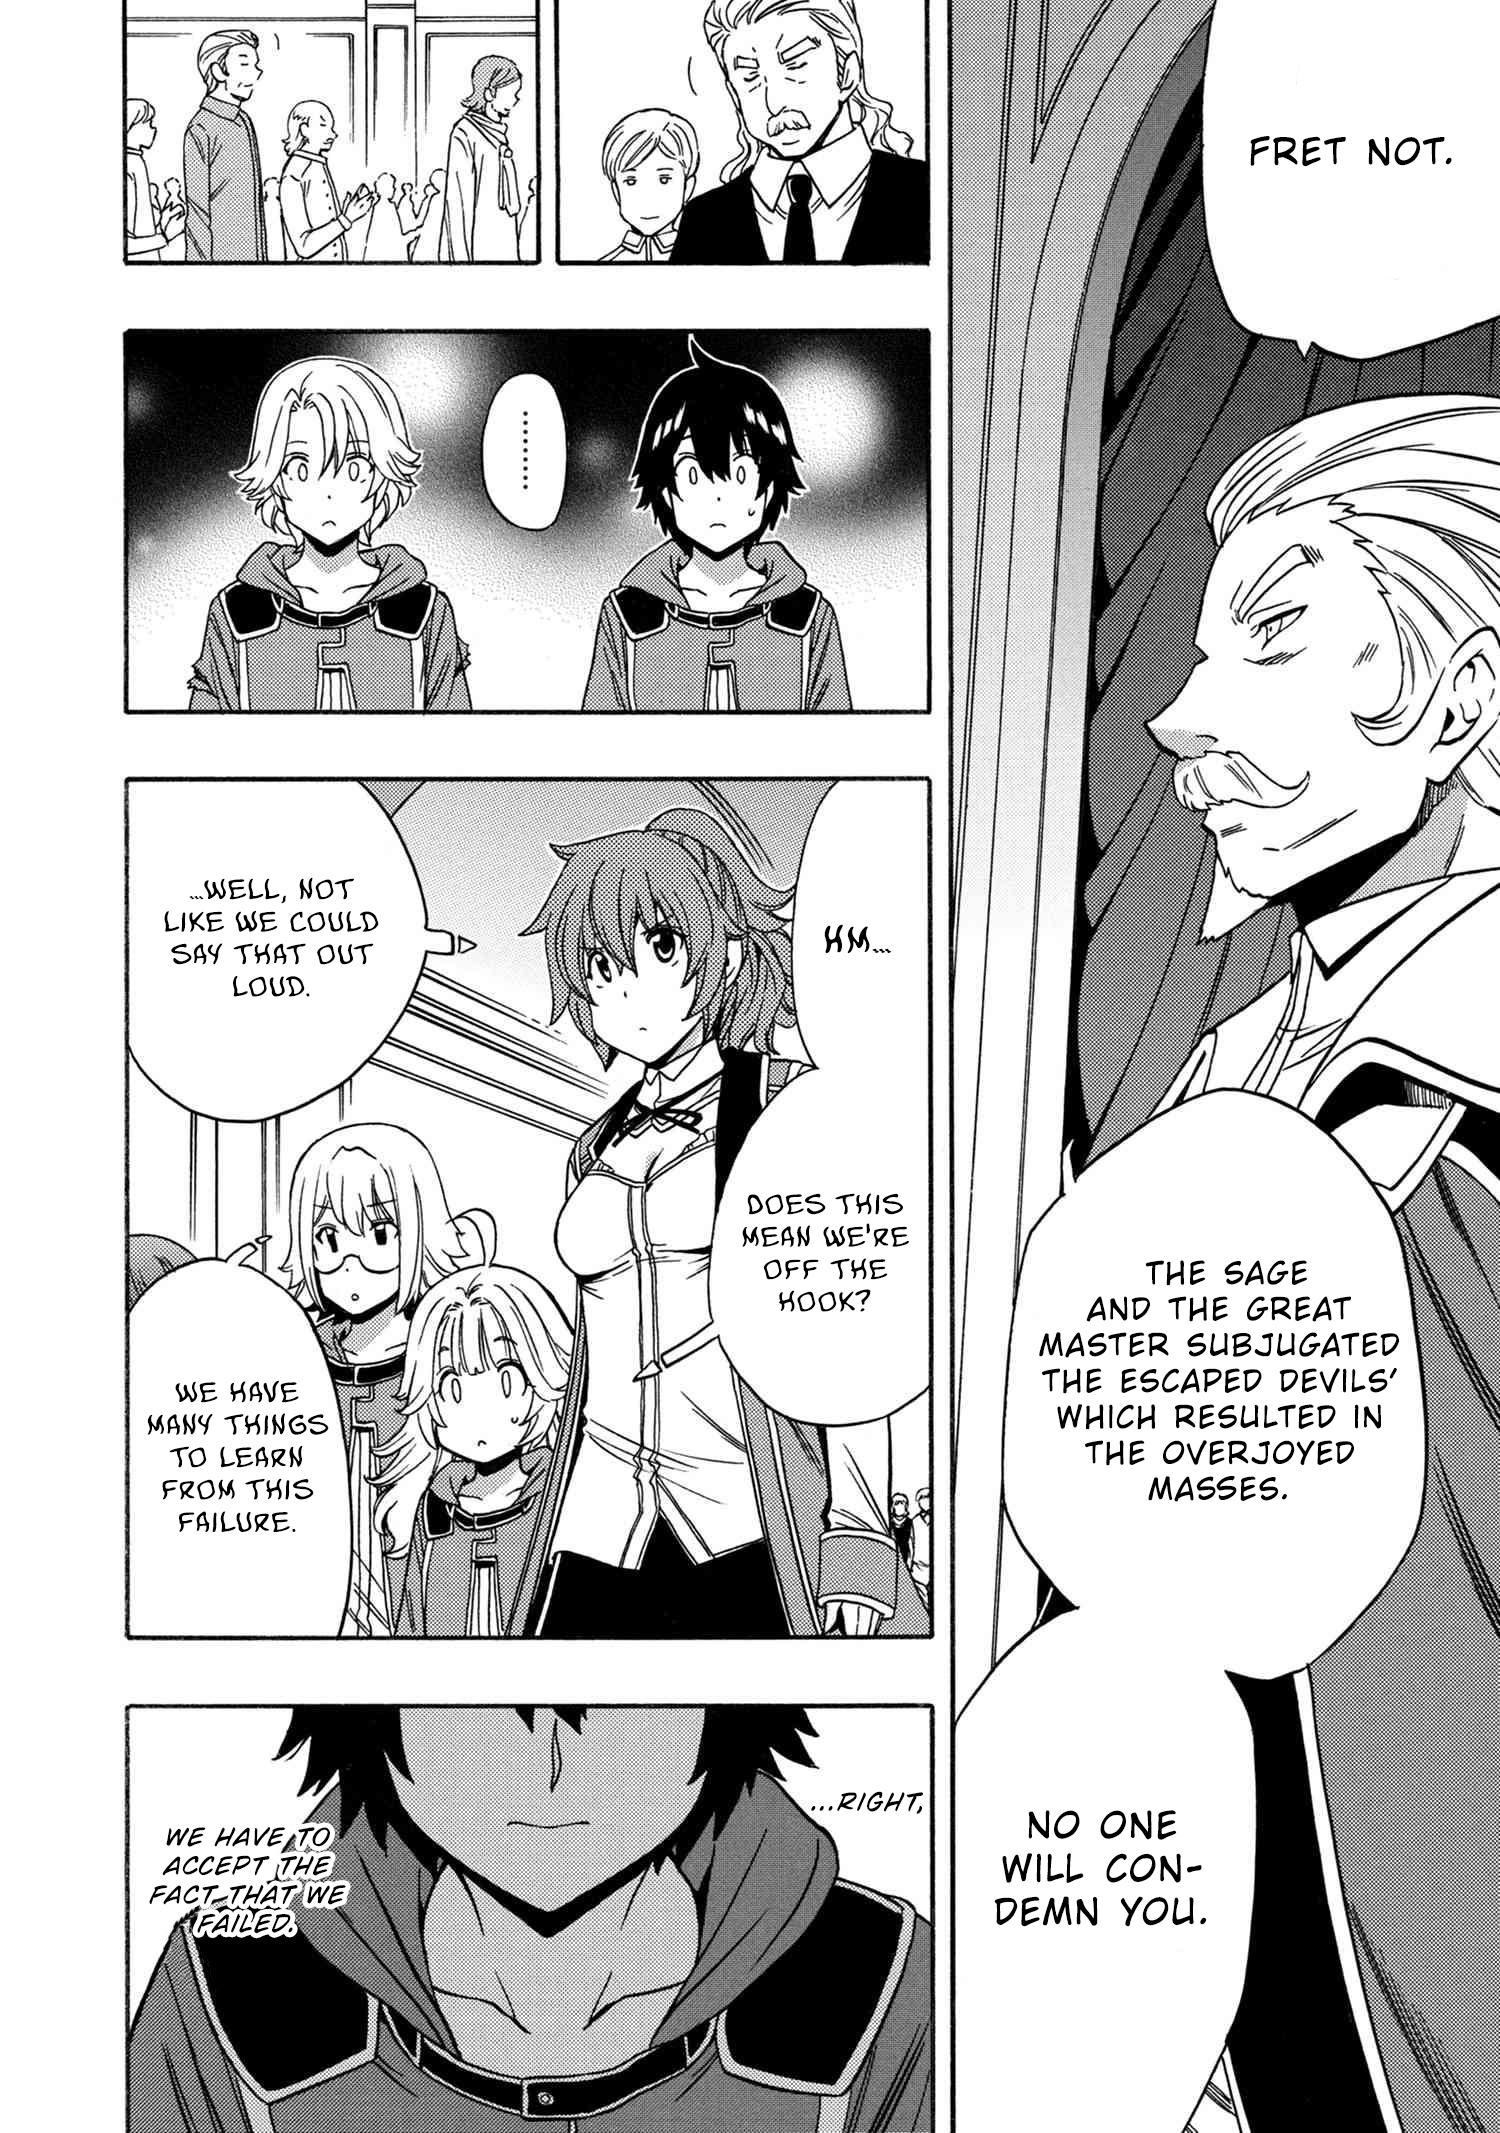 FRET NOT.
THE SAGE
AND THE GREAT
MASTER SUBJUGATED
THE ESCAPED DEVILS'
WHICH RESULTED IN
THE OVERJOYED
MASSES.
NO ONE
WILL CON-
DEMN YOU.
.........
HM...
DOES THIS
MEAN WE'RE
OFF THE
HOOK?
...WELL, NOT
LIKE WE COULD
SAY THAT OUT
LOUD.
WE HAVE
MANY THINGS
TO LEARN
FROM THIS
FAILURE.
...RIGHT,
WE HAVE TO
ACCEPT THE
FACT THAT WE
FAILED.